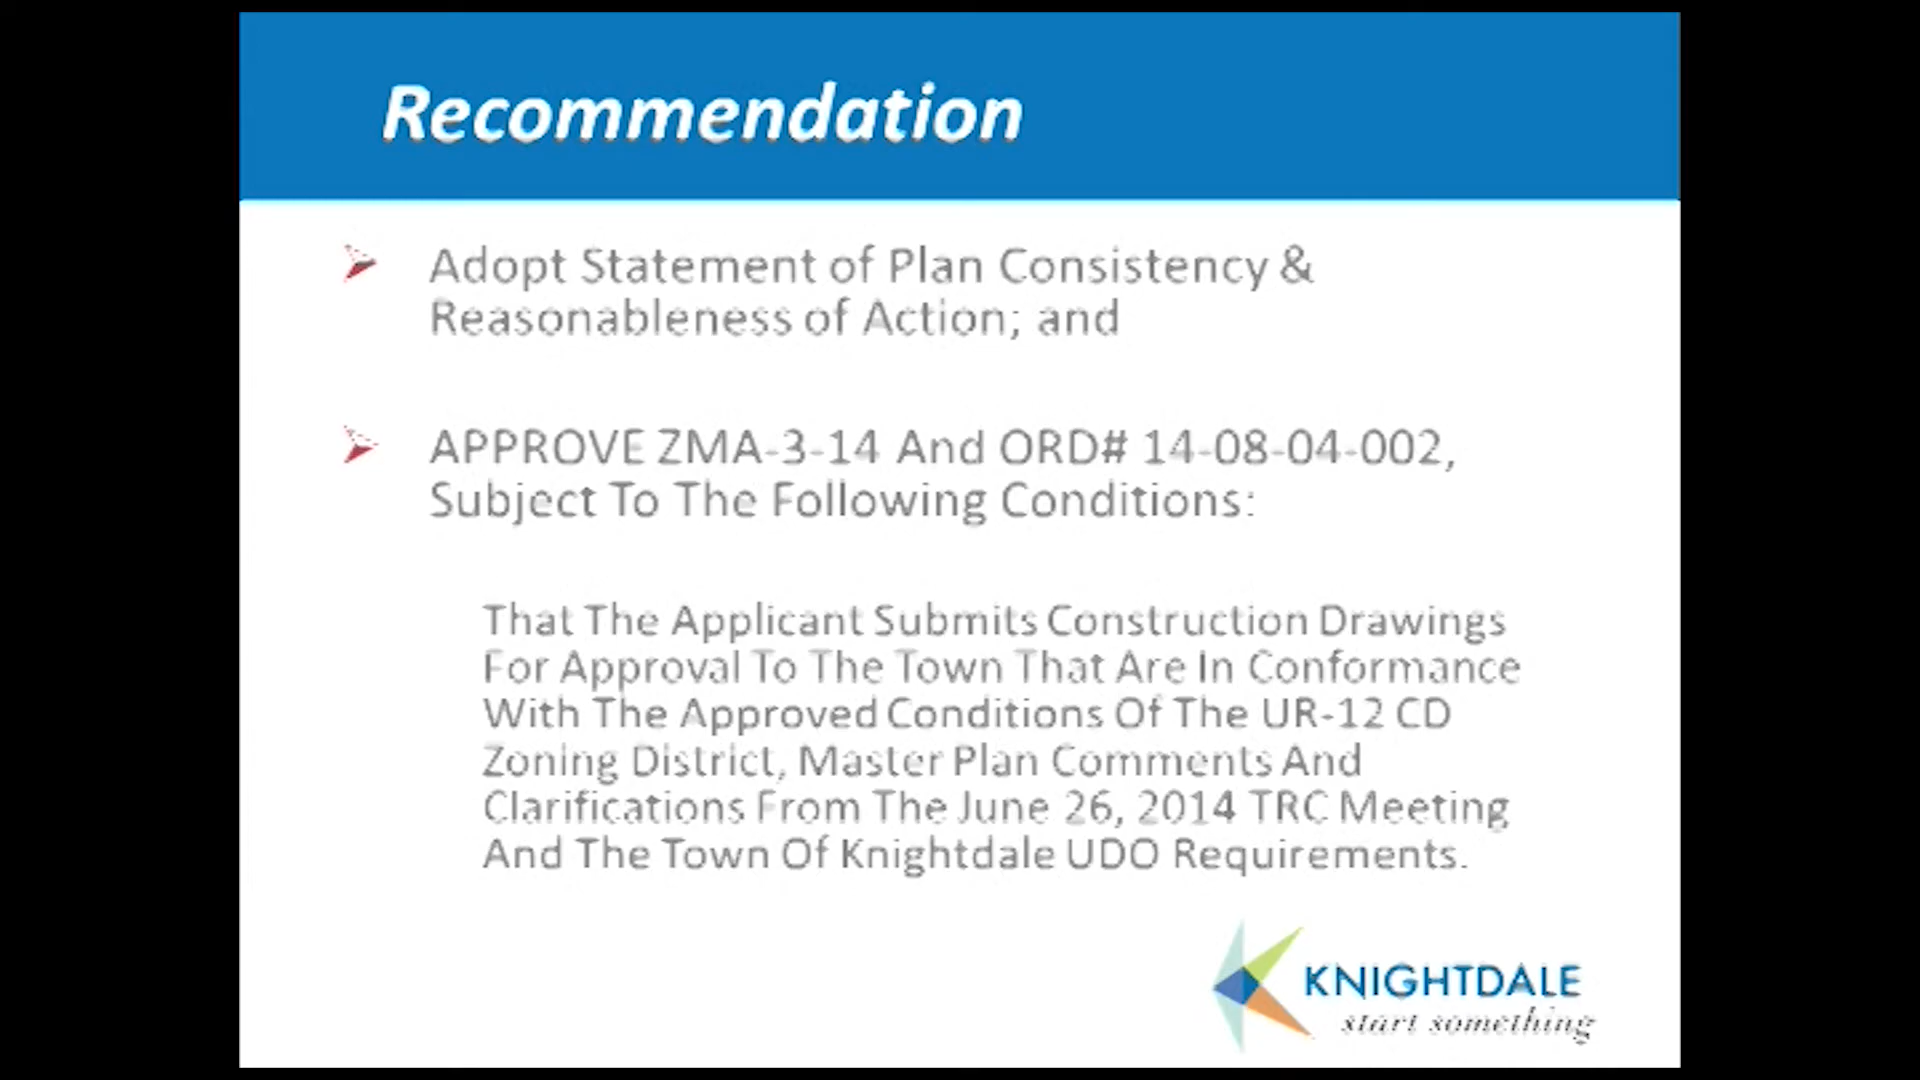 Recommendation
Adopt Statement of Plan Consistency &
Reasonableness of Action; and
APPROVE ZMA-3-14 And ORD# 14-08-04-002,
Subject To The Following Conditions:
That The Applicant Submits Construction Drawings
For Approval To The Town That Are In Conformance
With The Approved Conditions Of The UR-12 CD
Zoning District, Master Plan Comments And
Clarifications From The June 26, 2014 TRC Meeting
And The Town Of Knightdale UDO Requirements.
KNIGHTDALE
start something